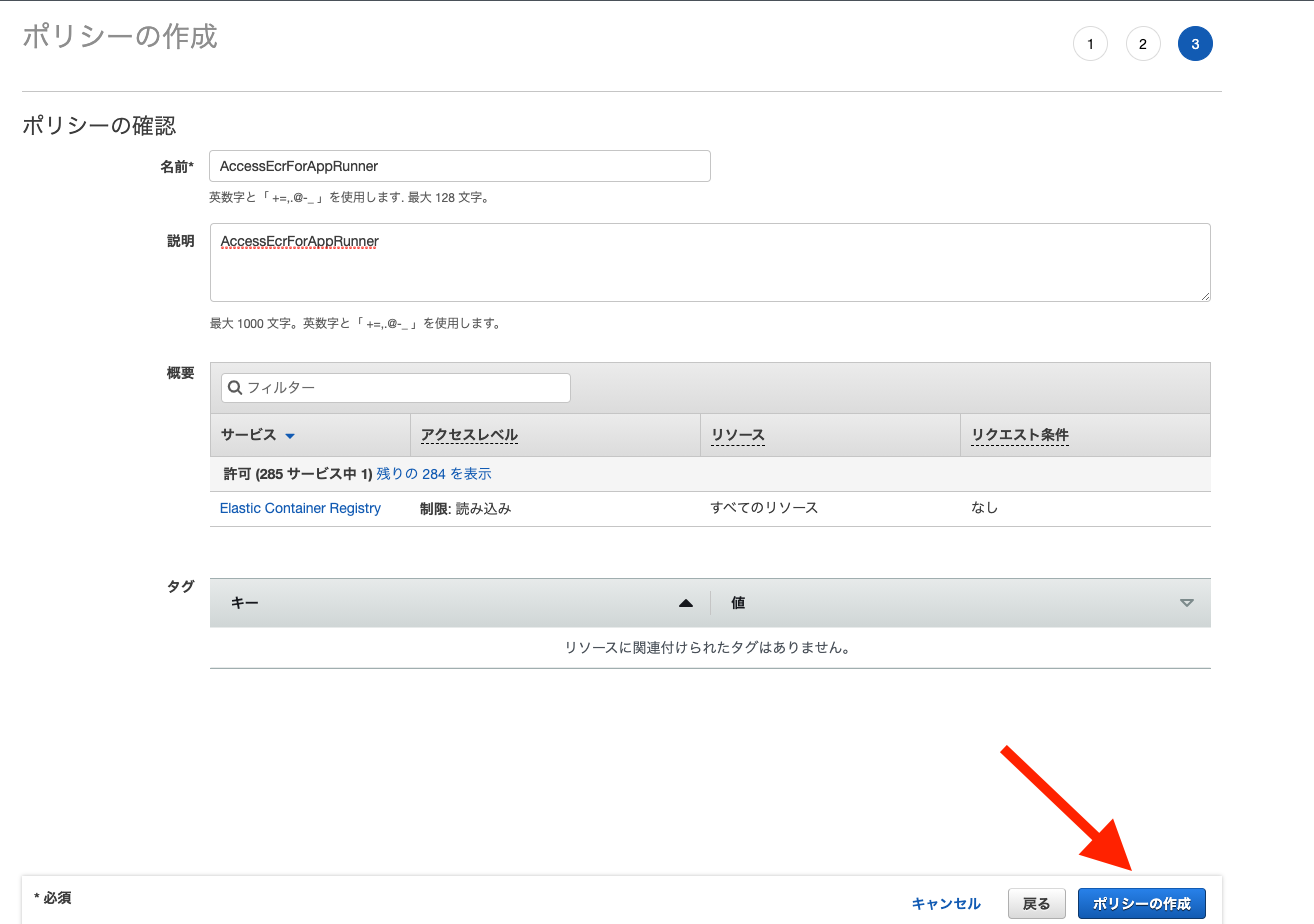 ポリシーの作成
1 2 3
ポリシーの確認
名前* AccessEcrForAppRunner
英数字と「 +=,.@-_ 」を使用します. 最大 128 文字。
説明 AccessEcrForAppRunner
最大 1000 文字。英数字と「 +=,.@-_ 」を使用します。
概要 フィルター
サービス アクセスレベル リソース リクエスト条件
許可 (285 サービス中 1) 残りの 284 を表示
Elastic Container Registry 制限: 読み込み すべてのリソース なし
タグ キー 値
リソースに関連付けられたタグはありません。
* 必須 キャンセル 戻る ポリシーの作成